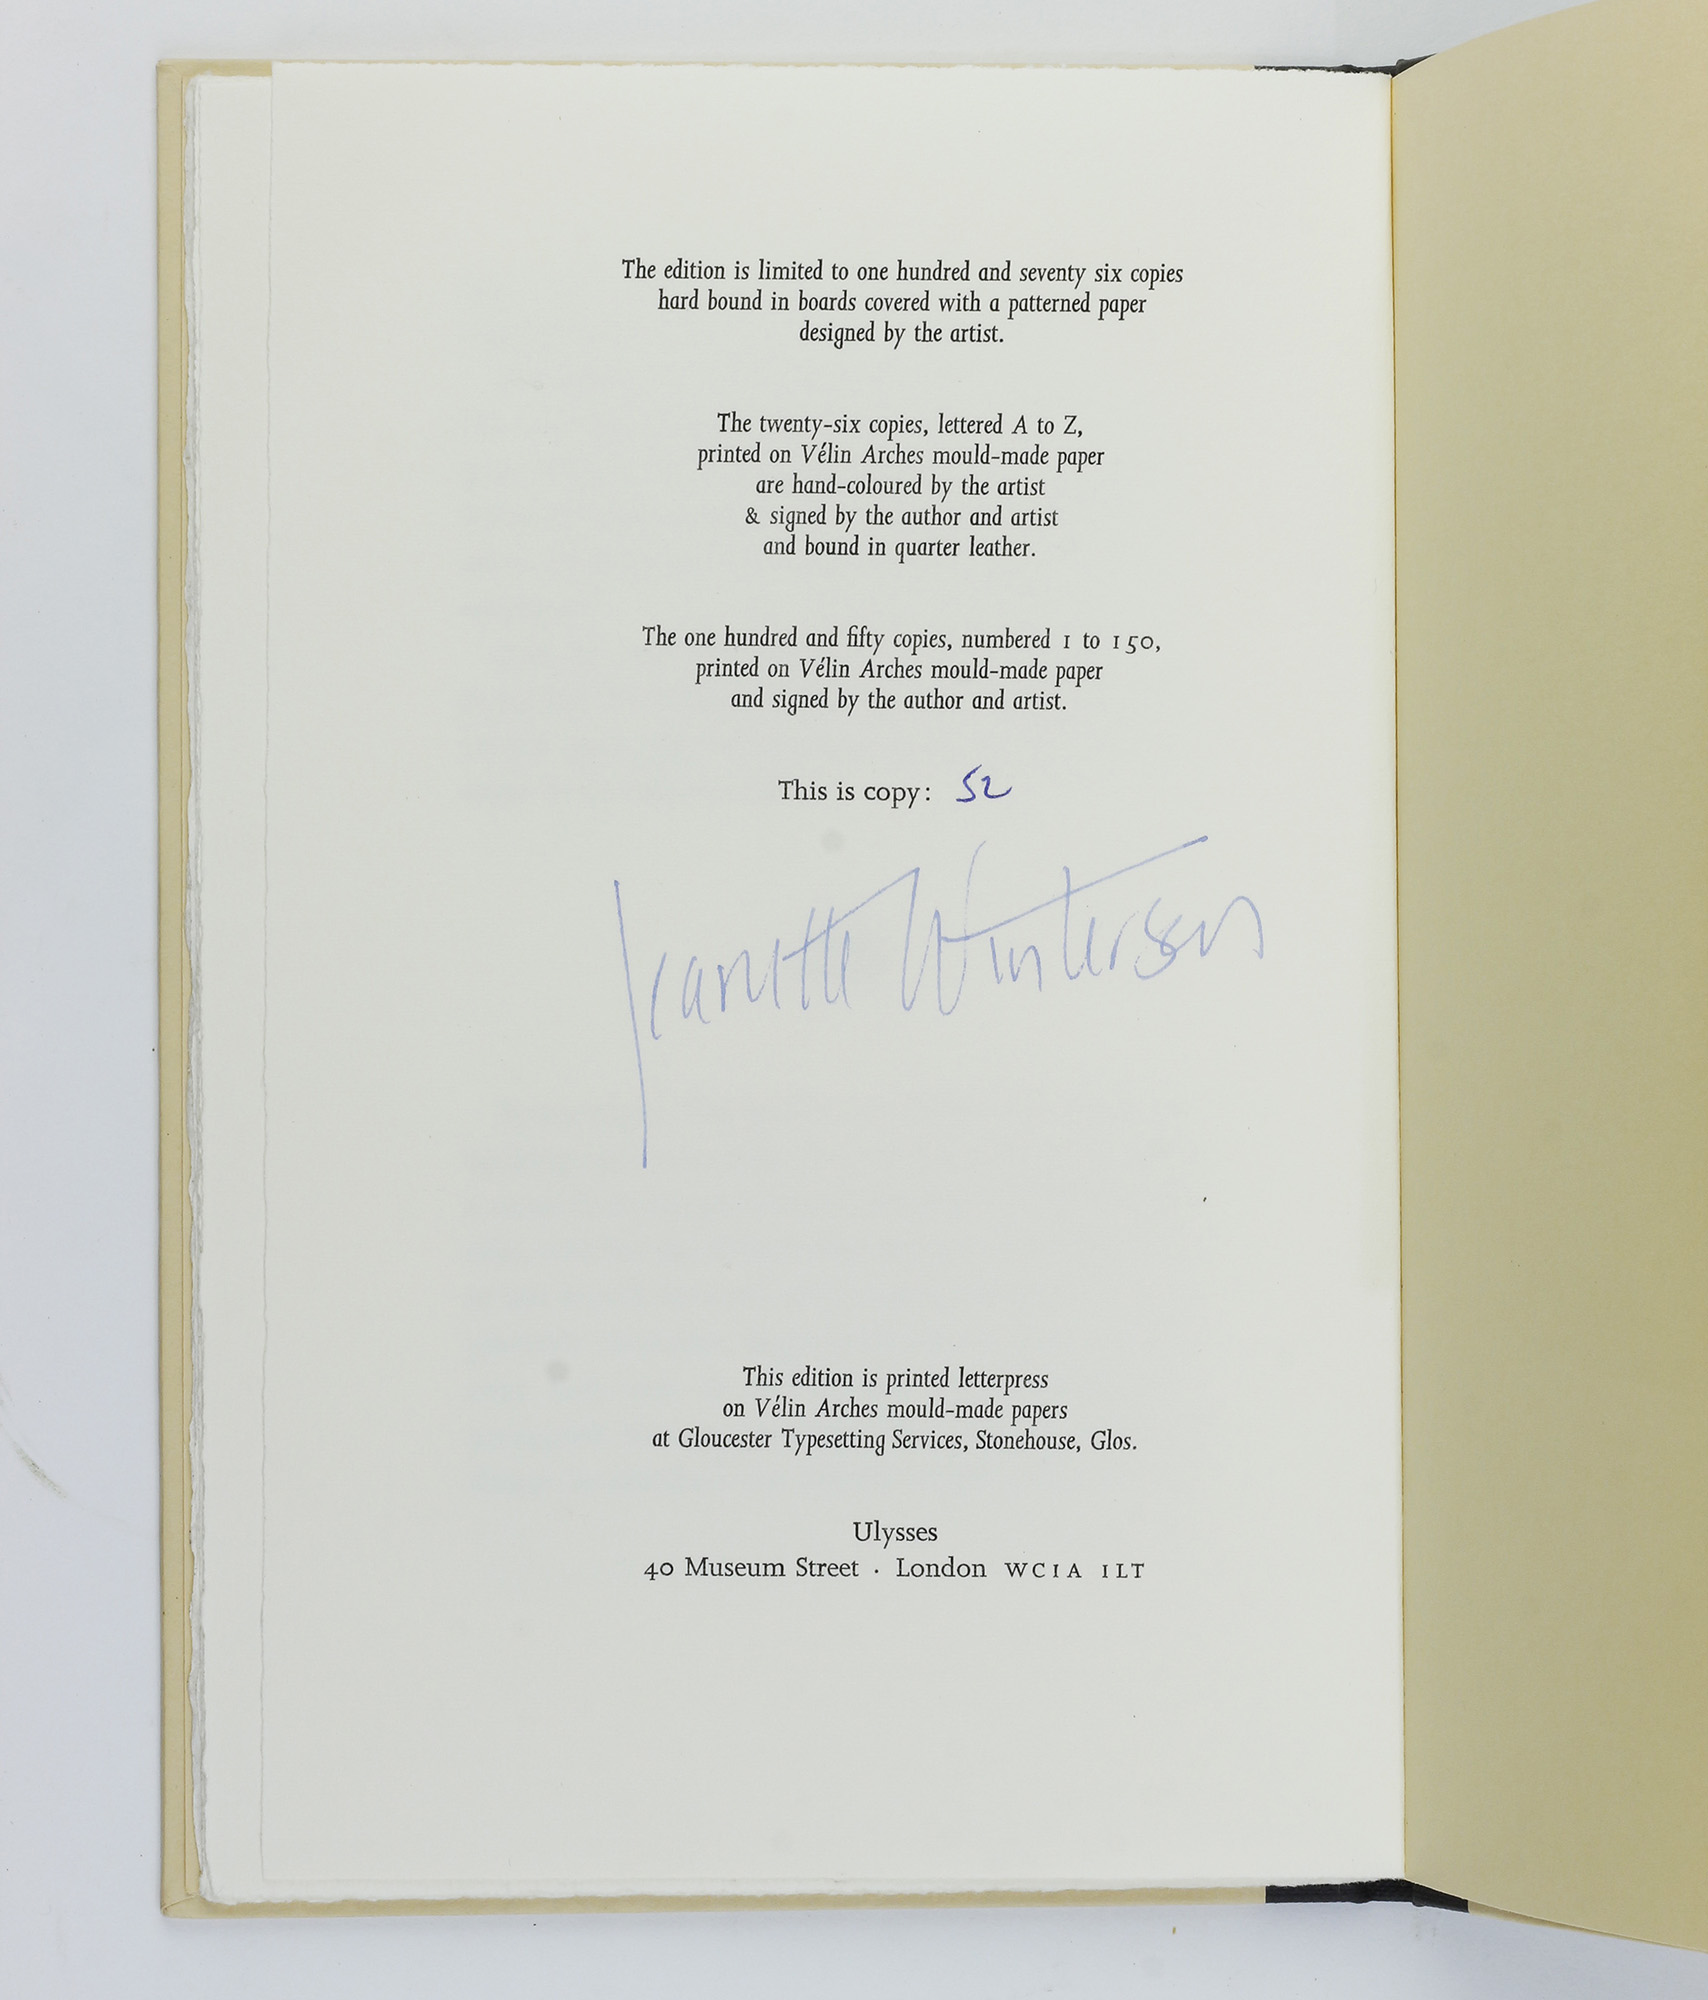 The edition is limited to one hundred and seventy six copies
hard bound in boards covered with a patterned paper
designed by the artist.
The twenty-six copies, lettered A to Z,
printed on Vélin Arches mould-made paper
are hand-coloured by the artist
& signed by the author and artist
and bound in quarter leather.
The one hundred and fifty copies, numbered 1 to 150,
printed on Vélin Arches mould-made paper
and signed by the author and artist.
This is copy: 52
Jeanette Winterson
This edition is printed letterpress
on Vélin Arches mould-made papers
at Gloucester Typesetting Services, Stonehouse, Glos.
Ulysses
40 Museum Street · London WC1A 1LT